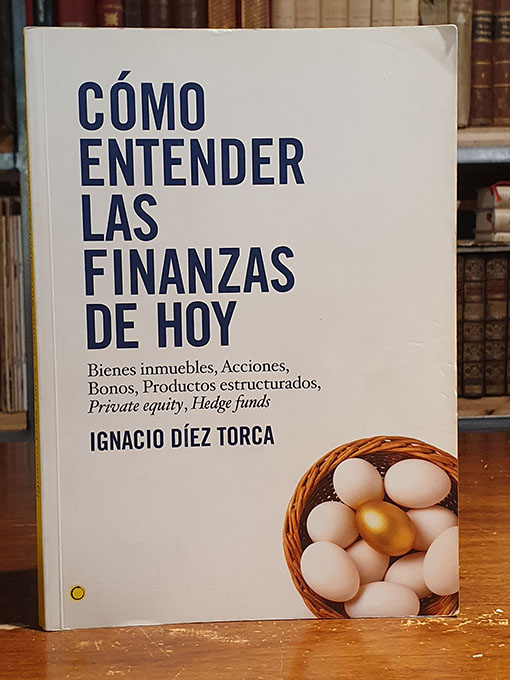 CÓMO
ENTENDER
LAS
FINANZAS
DE HOY
Bienes inmuebles, Acciones,
Bonos, Productos estructurados,
Private equity, Hedge funds
IGNACIO DÍEZ TORCA